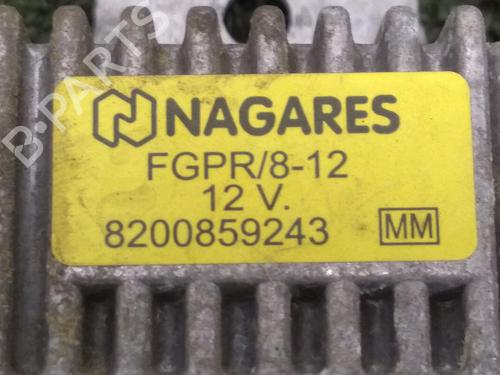 B-PARTS
NAGARES
FGPR/8-12
12 V.
8200859243 MM